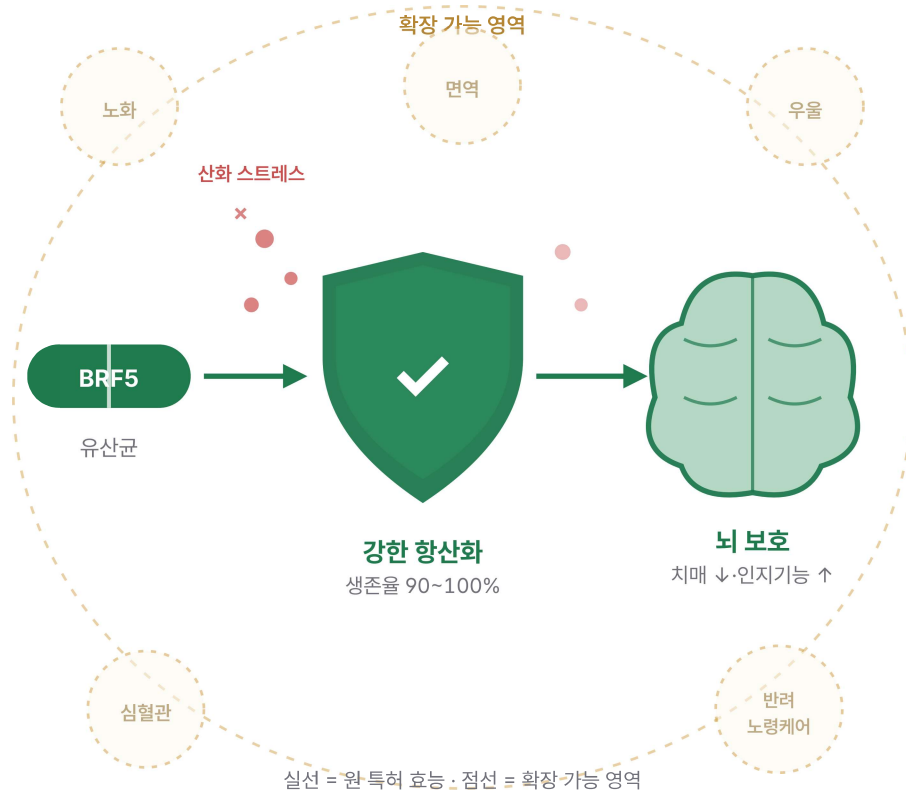 확장 가능 영역
노화
면역
우울
산화 스트레스
BRF5
유산균
강한 항산화
생존율 90~100%
뇌 보호
치매 ↓·인지기능 ↑
심혈관
반려
노령케어
실선 = 원 특허 효능 · 점선 = 확장 가능 영역